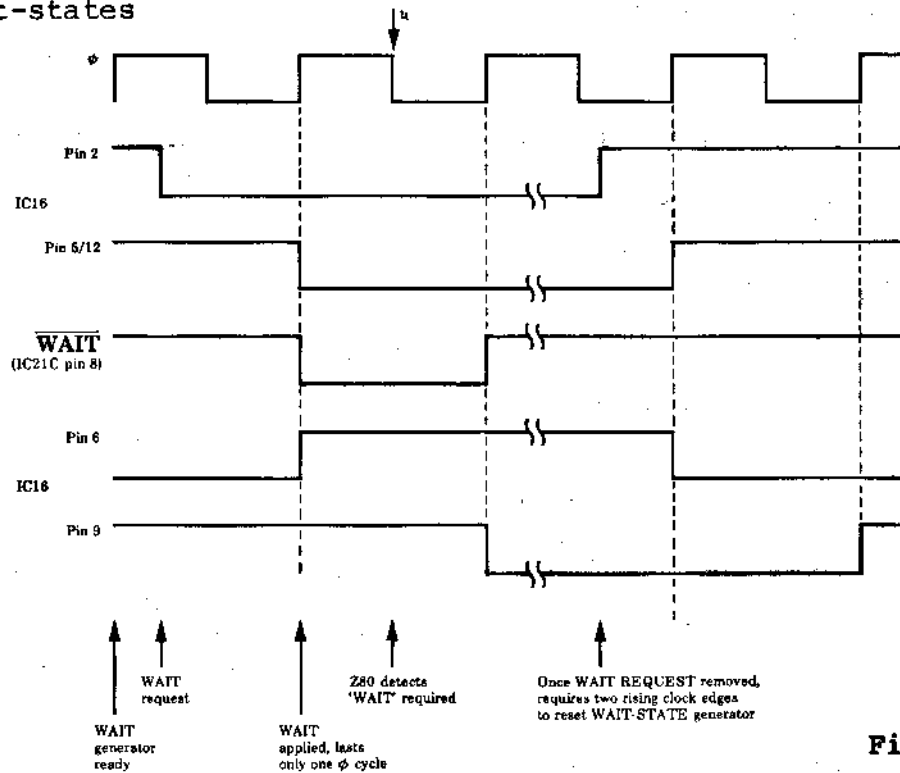 t-states
u
φ
Pin 2
IC16
Pin 5/12
WAIT
(IC21C pin 8)
Pin 6
IC16
Pin 9
WAIT
request
Z80 detects
'WAIT' required
Once WAIT REQUEST removed,
requires two rising clock edges
to reset WAIT-STATE generator
WAIT
generator
ready
WAIT
applied, lasts
only one φ cycle
Fi